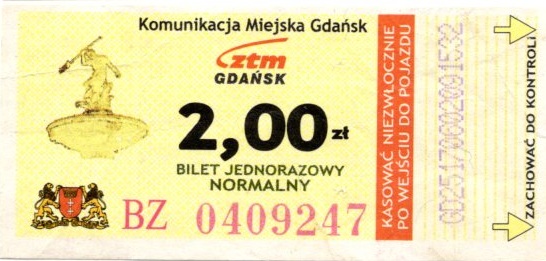 Komunikacja Miejska Gdańsk
ztm
GDAŃSK
2,00 zł
BILET JEDNORAZOWY
NORMALNY
BZ 0409247
KASOWAĆ NIEZWŁOCZNIE
PO WEJŚCIU DO POJAZDU
GD25170002001532
ZACHOWAĆ DO KONTROLI